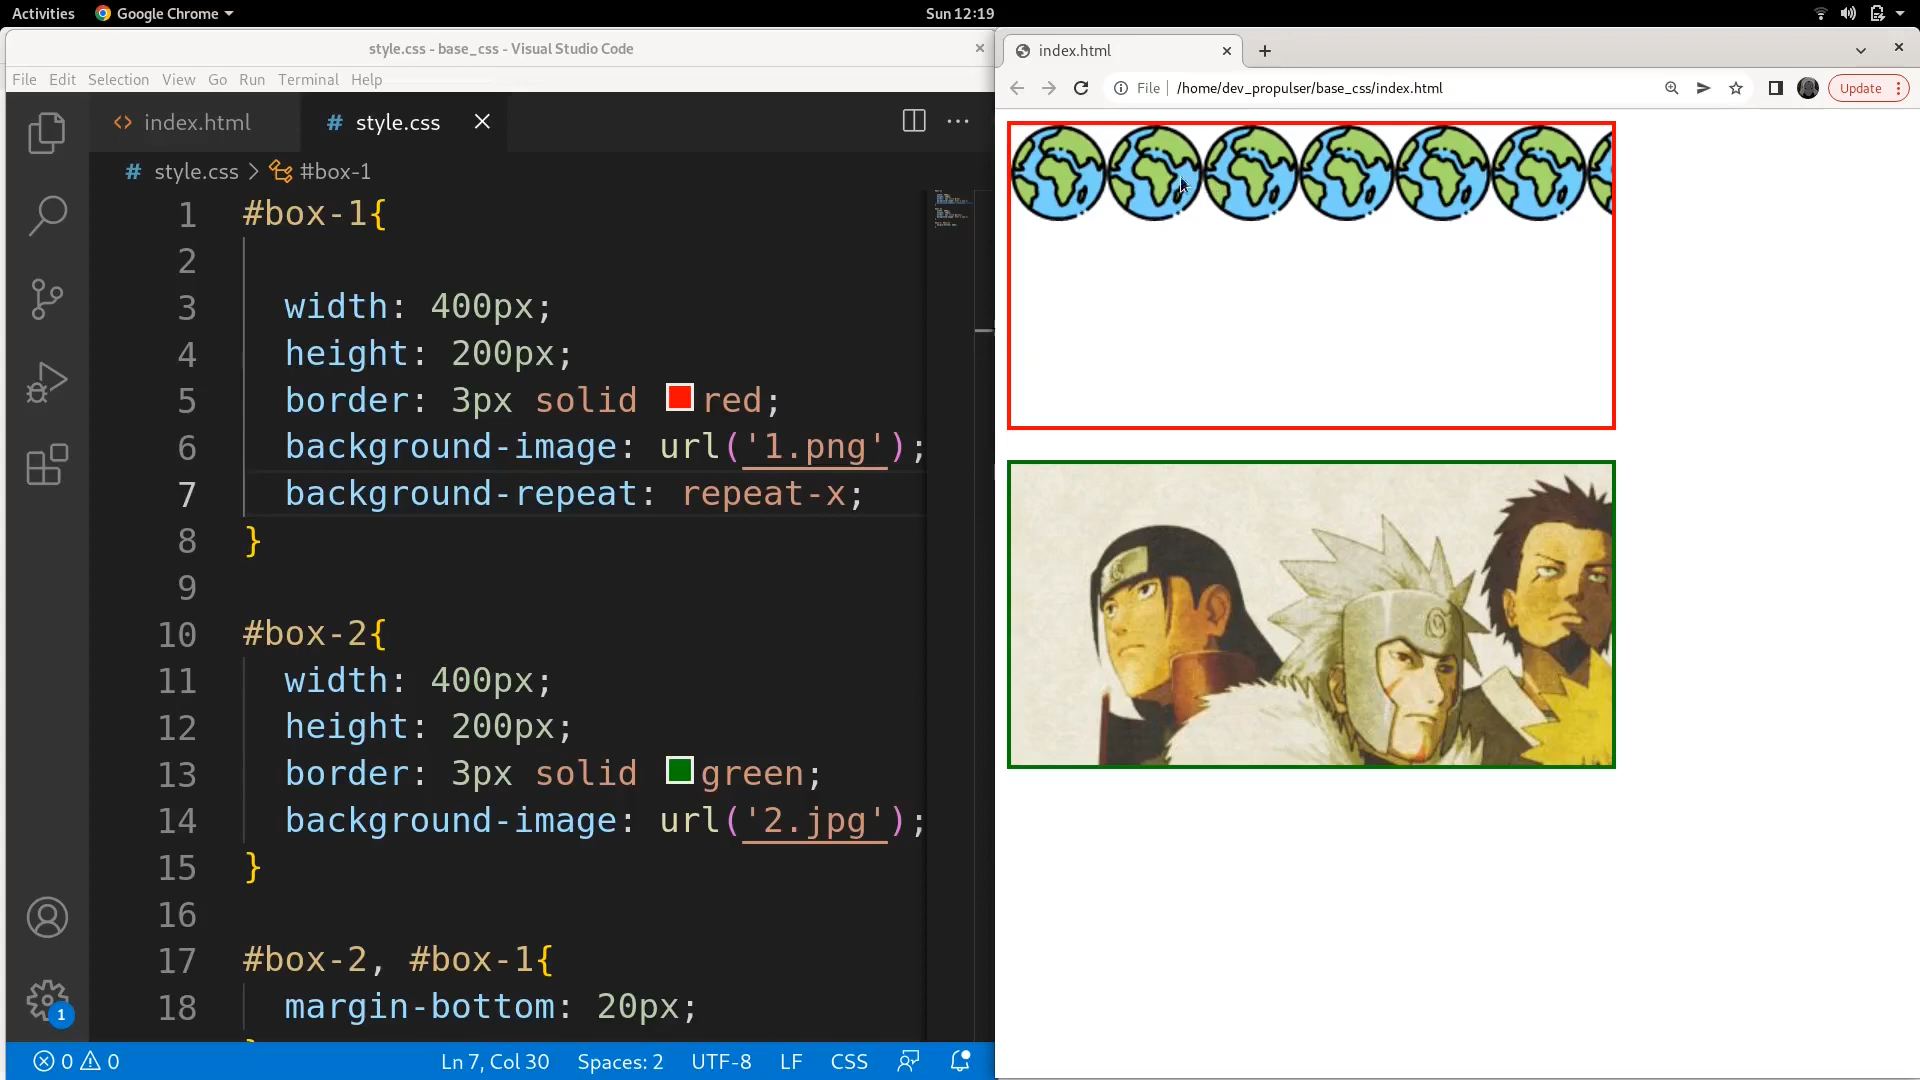 Activities Google Chrome Sun 12:19
style.css - base_css - Visual Studio Code
File Edit Selection View Go Run Terminal Help
index.html style.css
style.css > #box-1
1 #box-1{
2
3 width: 400px;
4 height: 200px;
5 border: 3px solid red;
6 background-image: url('1.png');
7 background-repeat: repeat-x;
8 }
9
10 #box-2{
11 width: 400px;
12 height: 200px;
13 border: 3px solid green;
14 background-image: url('2.jpg');
15 }
16
17 #box-2, #box-1{
18 margin-bottom: 20px;
1
0 0 Ln 7, Col 30 Spaces: 2 UTF-8 LF CSS
index.html
File /home/dev_propulser/base_css/index.html Update